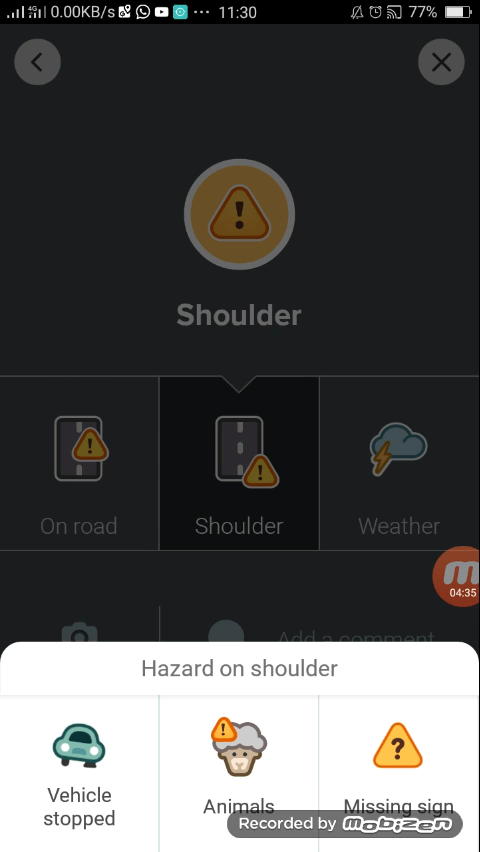 4G 0.00KB/s ... 11:30 77%
Shoulder
On road
Shoulder
Weather
04:35
Add a comment
Hazard on shoulder
Vehicle
stopped
Animals
Missing sign
Recorded by mobizen